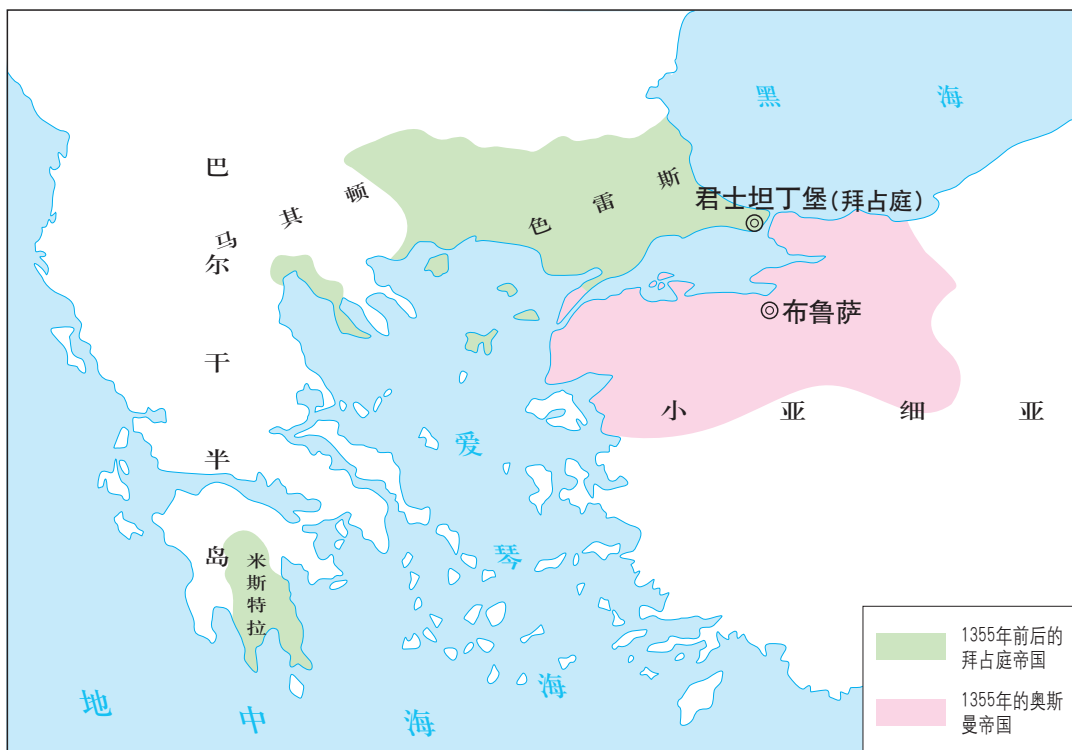 黑海
巴尔干半岛
马其顿
色雷斯
君士坦丁堡(拜占庭)
布鲁萨
小亚细亚
爱琴海
米斯特拉
地中海
1355年前后的
拜占庭帝国
1355年的奥斯
曼帝国